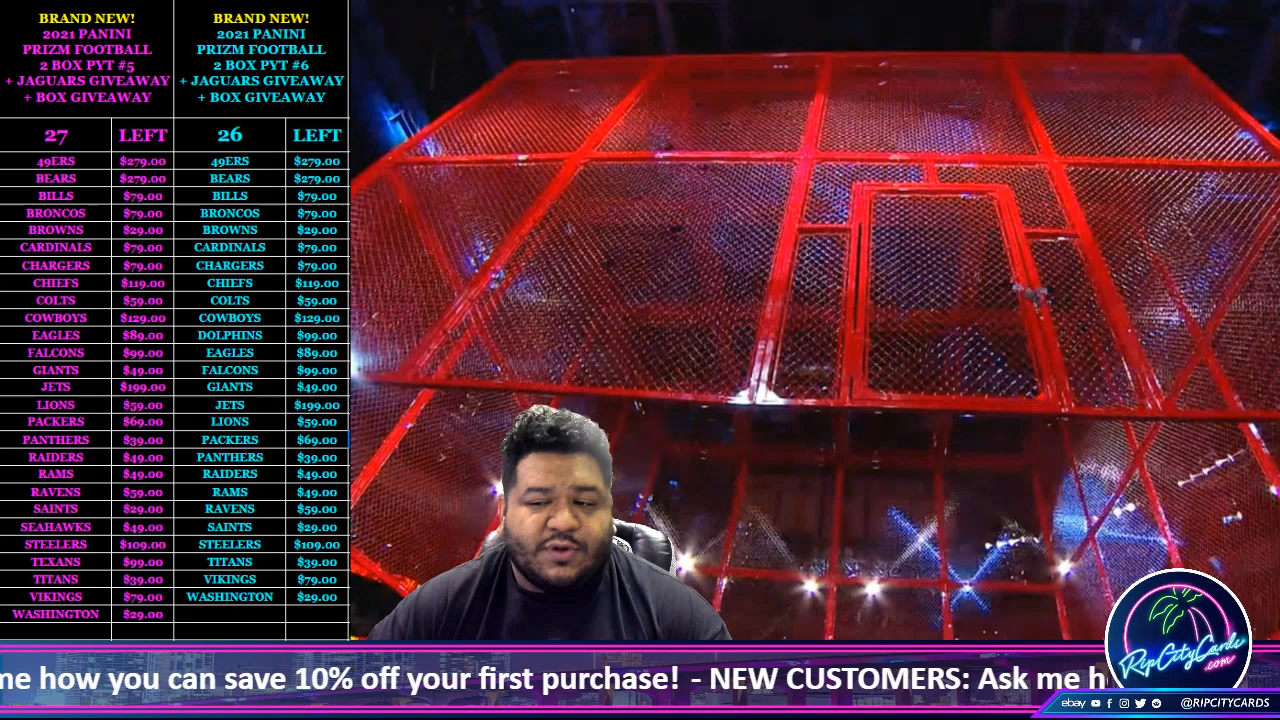 BRAND NEW!
2021 PANINI
PRIZM FOOTBALL
2 BOX PYT #5
+ JAGUARS GIVEAWAY
+ BOX GIVEAWAY
27 LEFT
49ERS $279.00
BEARS $279.00
BILLS $79.00
BRONCOS $79.00
BROWNS $29.00
CARDINALS $79.00
CHARGERS $79.00
CHIEFS $119.00
COLTS $59.00
COWBOYS $129.00
EAGLES $89.00
FALCONS $99.00
GIANTS $49.00
JETS $199.00
LIONS $59.00
PACKERS $69.00
PANTHERS $39.00
RAIDERS $49.00
RAMS $49.00
RAVENS $59.00
SAINTS $29.00
SEAHAWKS $49.00
STEELERS $109.00
TEXANS $99.00
TITANS $39.00
VIKINGS $79.00
WASHINGTON $29.00
BRAND NEW!
2021 PANINI
PRIZM FOOTBALL
2 BOX PYT #6
+ JAGUARS GIVEAWAY
+ BOX GIVEAWAY
26 LEFT
49ERS $279.00
BEARS $279.00
BILLS $79.00
BRONCOS $79.00
BROWNS $29.00
CARDINALS $79.00
CHARGERS $79.00
CHIEFS $119.00
COLTS $59.00
COWBOYS $129.00
DOLPHINS $99.00
EAGLES $89.00
FALCONS $99.00
GIANTS $49.00
JETS $199.00
LIONS $59.00
PACKERS $69.00
PANTHERS $39.00
RAIDERS $49.00
RAMS $49.00
RAVENS $59.00
SAINTS $29.00
STEELERS $109.00
TITANS $39.00
VIKINGS $79.00
WASHINGTON $29.00
me how you can save 10% off your first purchase! - NEW CUSTOMERS: Ask me h
RipCityCards
.com
ebay @RIPCITYCARDS